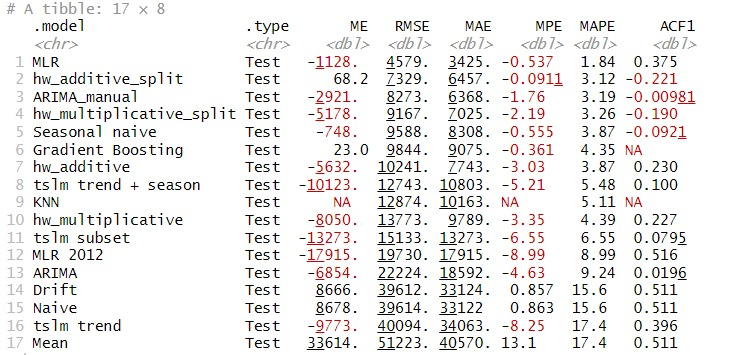 # A tibble: 17 × 8
.model .type ME RMSE MAE MPE MAPE ACF1
<chr> <chr> <dbl> <dbl> <dbl> <dbl> <dbl> <dbl>
1 MLR Test -1128. 4579. 3425. -0.537 1.84 0.375
2 hw_additive_split Test 68.2 7329. 6457. -0.0911 3.12 -0.221
3 ARIMA_manual Test -2921. 8273. 6368. -1.76 3.19 -0.00981
4 hw_multiplicative_split Test -5178. 9167. 7025. -2.19 3.26 -0.190
5 Seasonal naive Test -748. 9588. 8308. -0.555 3.87 -0.0921
6 Gradient Boosting Test 23.0 9844. 9075. -0.361 4.35 NA
7 hw_additive Test -5632. 10241. 7743. -3.03 3.87 0.230
8 tslm trend + season Test -10123. 12743. 10803. -5.21 5.48 0.100
9 KNN Test NA 12874. 10163. NA 5.11 NA
10 hw_multiplicative Test -8050. 13773. 9789. -3.35 4.39 0.227
11 tslm subset Test -13273. 15133. 13273. -6.55 6.55 0.0795
12 MLR 2012 Test -17915. 19730. 17915. -8.99 8.99 0.516
13 ARIMA Test -6854. 22224. 18592. -4.63 9.24 0.0196
14 Drift Test 8666. 39612. 33124. 0.857 15.6 0.511
15 Naive Test 8678. 39614. 33122 0.863 15.6 0.511
16 tslm trend Test -9773. 40094. 34063. -8.25 17.4 0.396
17 Mean Test 33614. 51223. 40570. 13.1 17.4 0.511